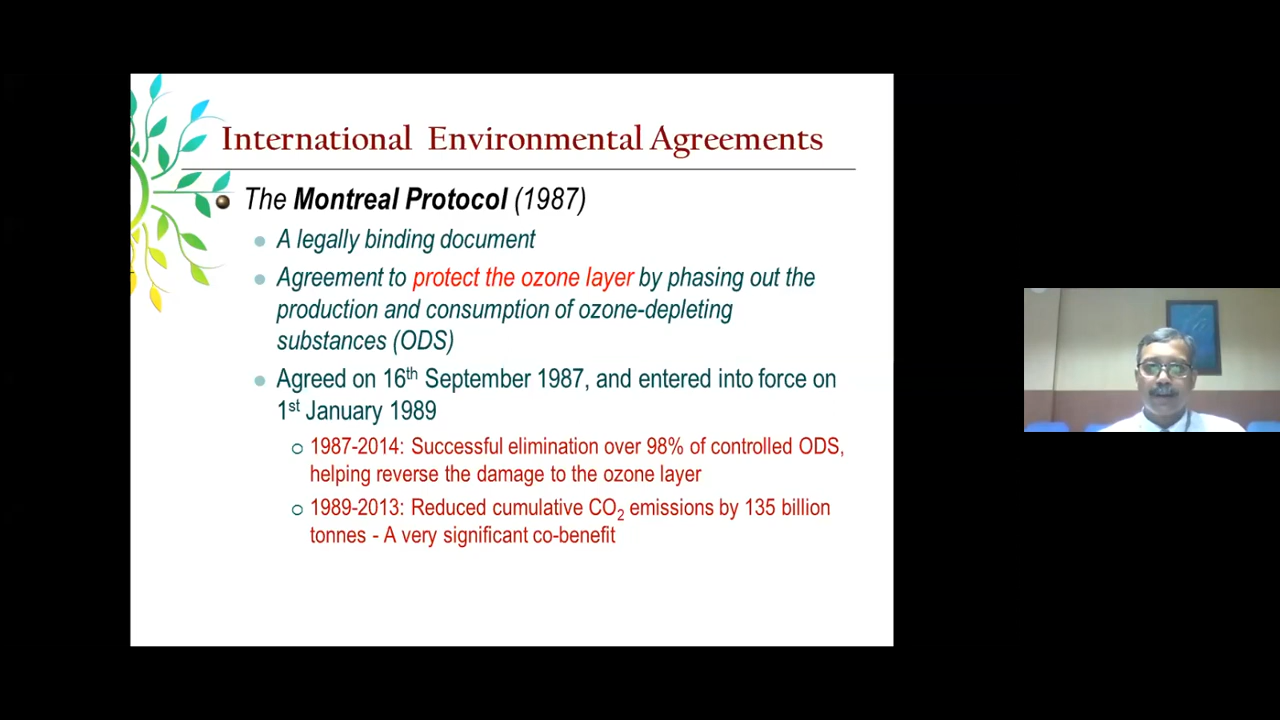 International Environmental Agreements
The Montreal Protocol (1987)
A legally binding document
Agreement to protect the ozone layer by phasing out the
production and consumption of ozone-depleting
substances (ODS)
Agreed on 16th September 1987, and entered into force on
1st January 1989
1987-2014: Successful elimination over 98% of controlled ODS,
helping reverse the damage to the ozone layer
1989-2013: Reduced cumulative CO2 emissions by 135 billion
tonnes - A very significant co-benefit